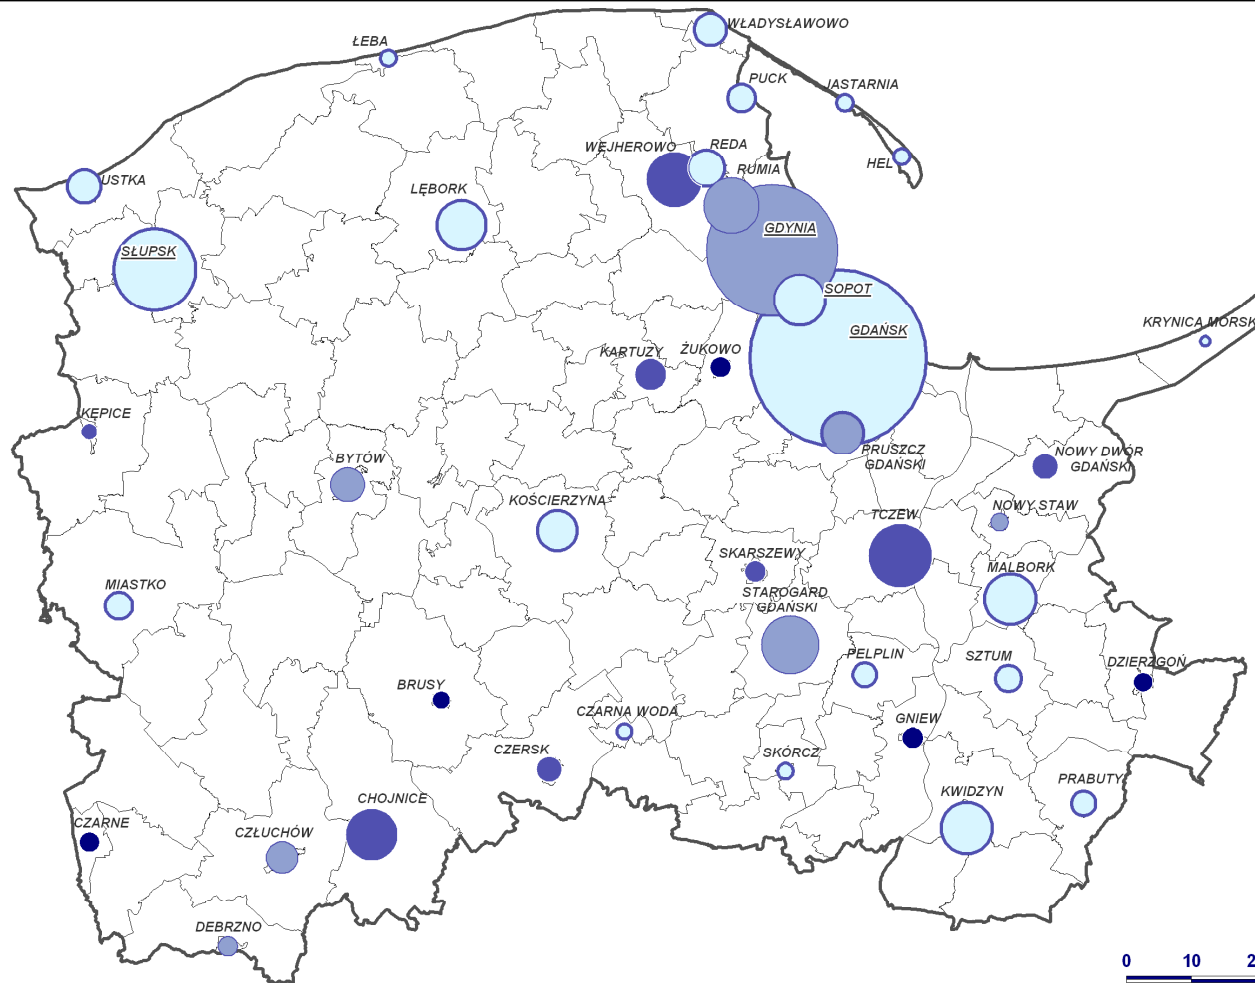 WŁADYSŁAWOWO
ŁEBA
PUCK
JASTARNIA
WEJHEROWO
REDA
HEL
RUMIA
USTKA
LĘBORK
GDYNIA
SŁUPSK
SOPOT
GDAŃSK
KRYNICA MORSK
KARTUZY
ŻUKOWO
KĘPICE
PRUSZCZ
GDAŃSKI
NOWY DWÓR
GDAŃSKI
BYTÓW
KOŚCIERZYNA
NOWY STAW
TCZEW
SKARSZEWY
MALBORK
MIASTKO
STAROGARD
GDAŃSKI
PELPLIN
SZTUM
DZIERZGOŃ
BRUSY
CZARNA WODA
GNIEW
CZERSK
SKÓRCZ
PRABUTY
CHOJNICE
KWIDZYN
CZARNE
CZŁUCHÓW
DEBRZNO
0 10 2